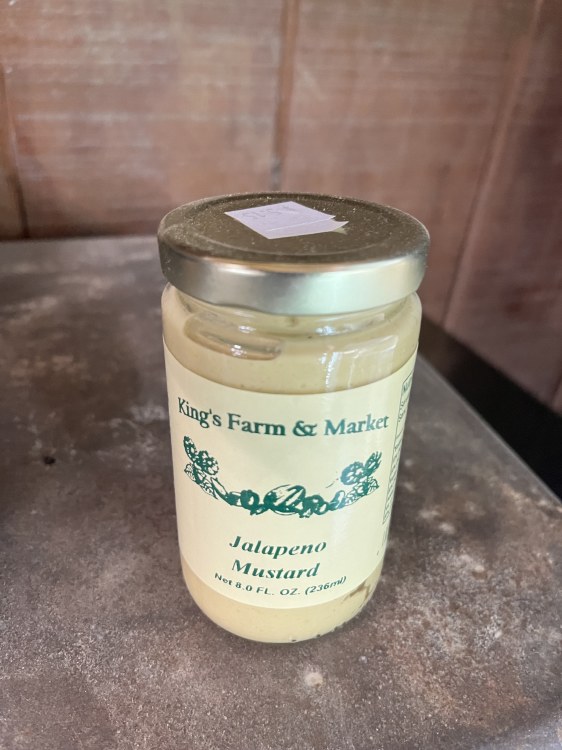 King's Farm & Market
Jalapeno
Mustard
Net 8.0 FL. OZ. (236ml)